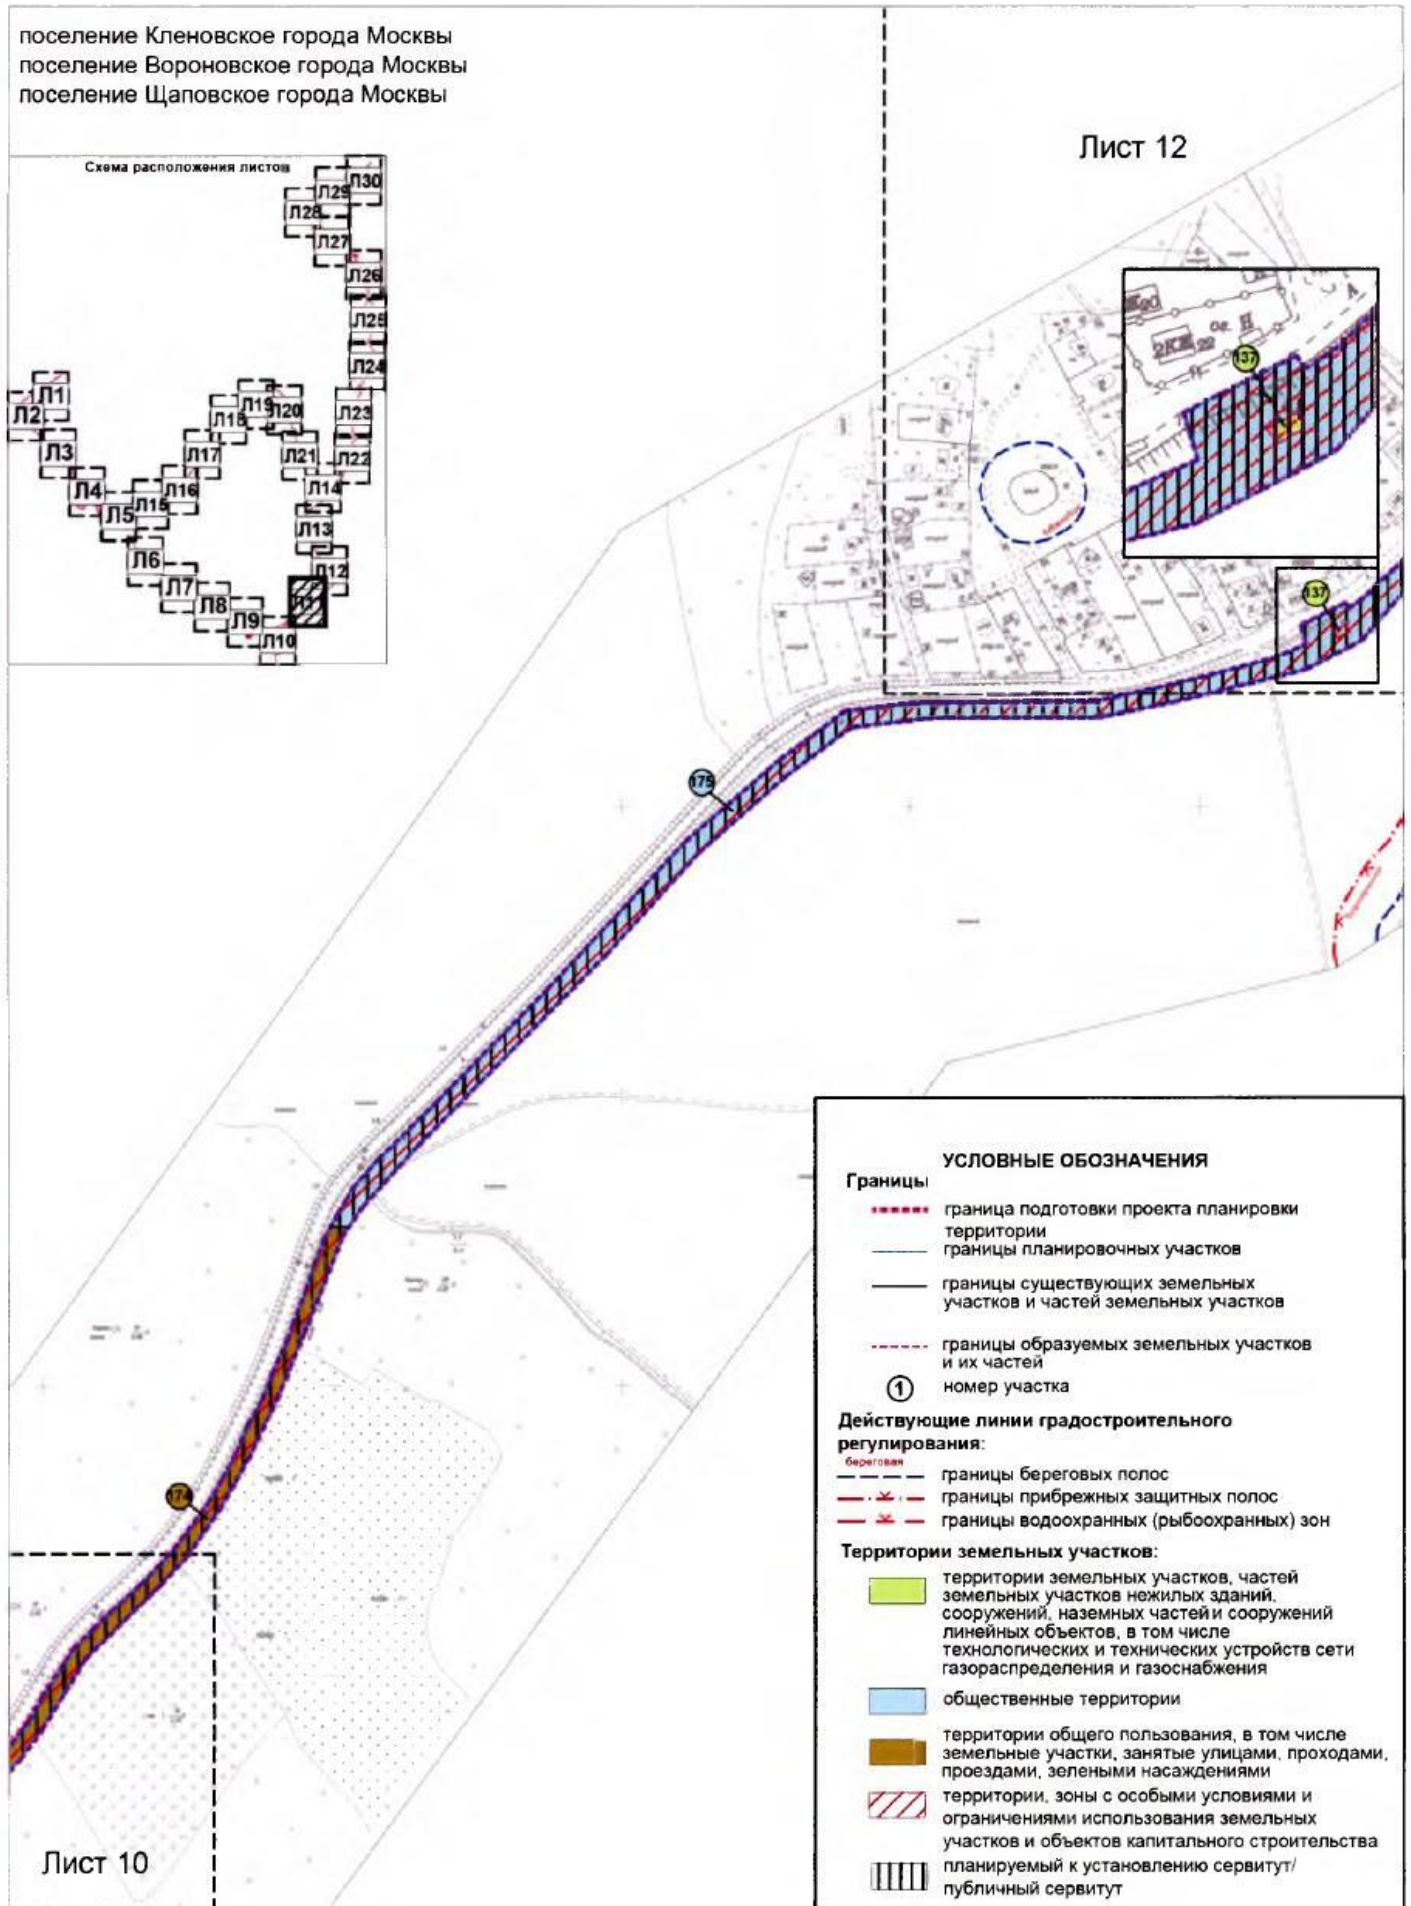 поселение Кленовское города Москвы
поселение Вороновское города Москвы
поселение Щаповское города Москвы
Лист 12
Схема расположения листов
Л30
Л29
Л28
Л27
Л26
Л25
Л24
Л23
Л22
Л1
Л2
Л3
Л4
Л5
Л15
Л16
Л17
Л18
Л19
Л20
Л21
Л14
Л13
Л12
Л6
Л7
Л8
Л9
Л10
2КЖ 22
137
137
175
174
Лист 10
УСЛОВНЫЕ ОБОЗНАЧЕНИЯ
Границы
граница подготовки проекта планировки
территории
границы планировочных участков
границы существующих земельных
участков и частей земельных участков
границы образуемых земельных участков
и их частей
1 номер участка
Действующие линии градостроительного
регулирования:
береговая
границы береговых полос
границы прибрежных защитных полос
границы водоохранных (рыбоохранных) зон
Территории земельных участков:
территории земельных участков, частей
земельных участков нежилых зданий,
сооружений, наземных частей и сооружений
линейных объектов, в том числе
технологических и технических устройств сети
газораспределения и газоснабжения
общественные территории
территории общего пользования, в том числе
земельные участки, занятые улицами, проходами,
проездами, зелеными насаждениями
территории, зоны с особыми условиями и
ограничениями использования земельных
участков и объектов капитального строительства
планируемый к установлению сервитут/
публичный сервитут